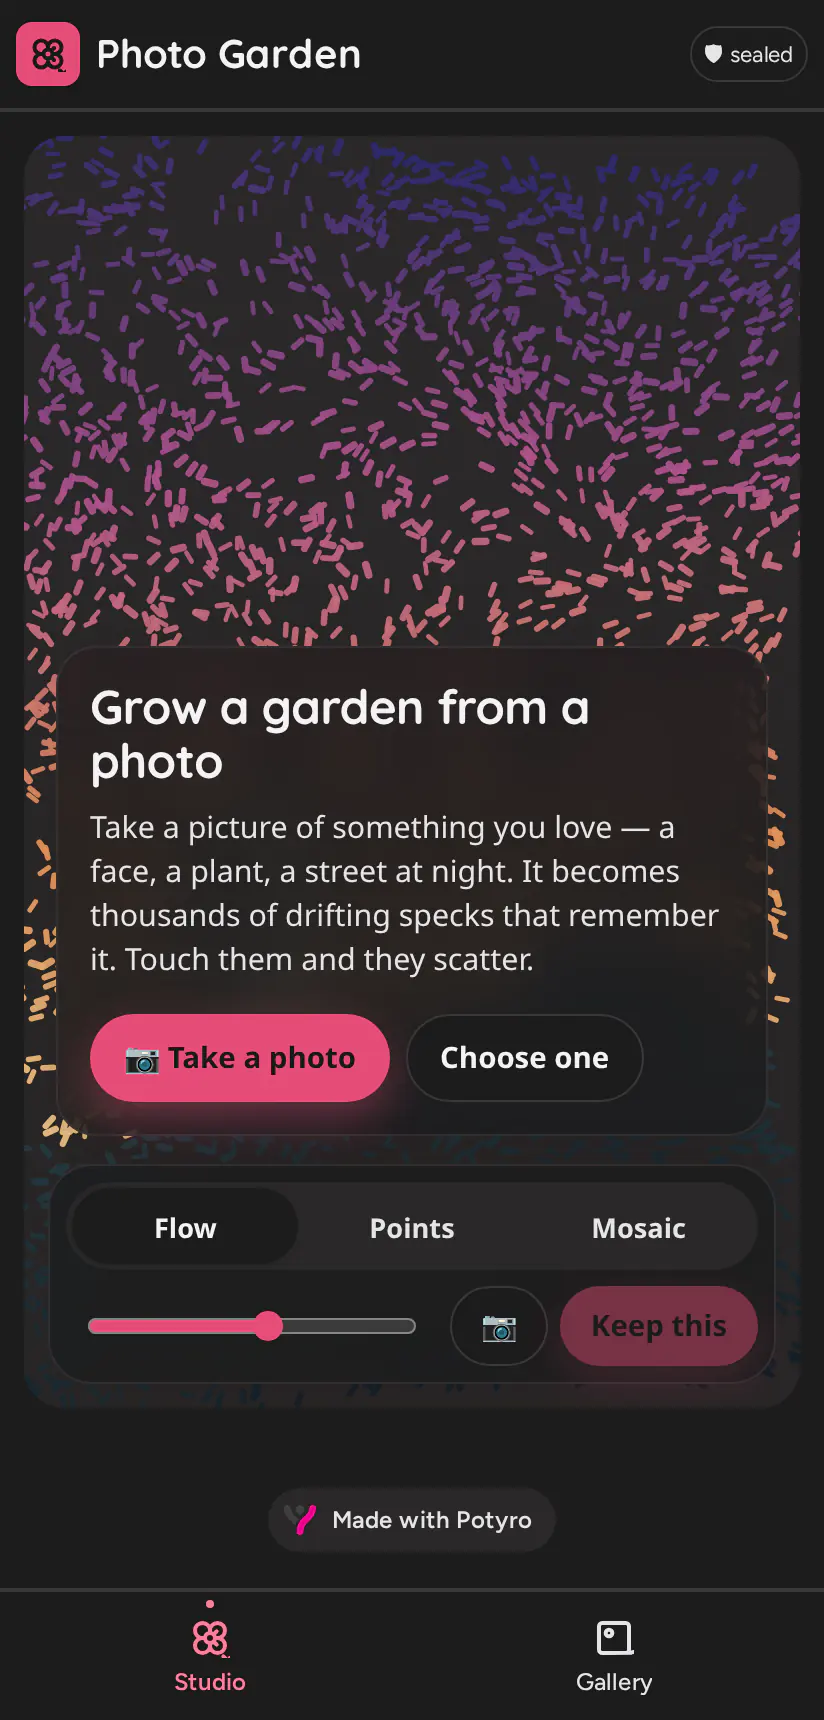 Photo Garden
sealed
Grow a garden from a
photo
Take a picture of something you love — a
face, a plant, a street at night. It becomes
thousands of drifting specks that remember
it. Touch them and they scatter.
Take a photo
Choose one
Flow
Points
Mosaic
Keep this
Made with Potyro
Studio
Gallery